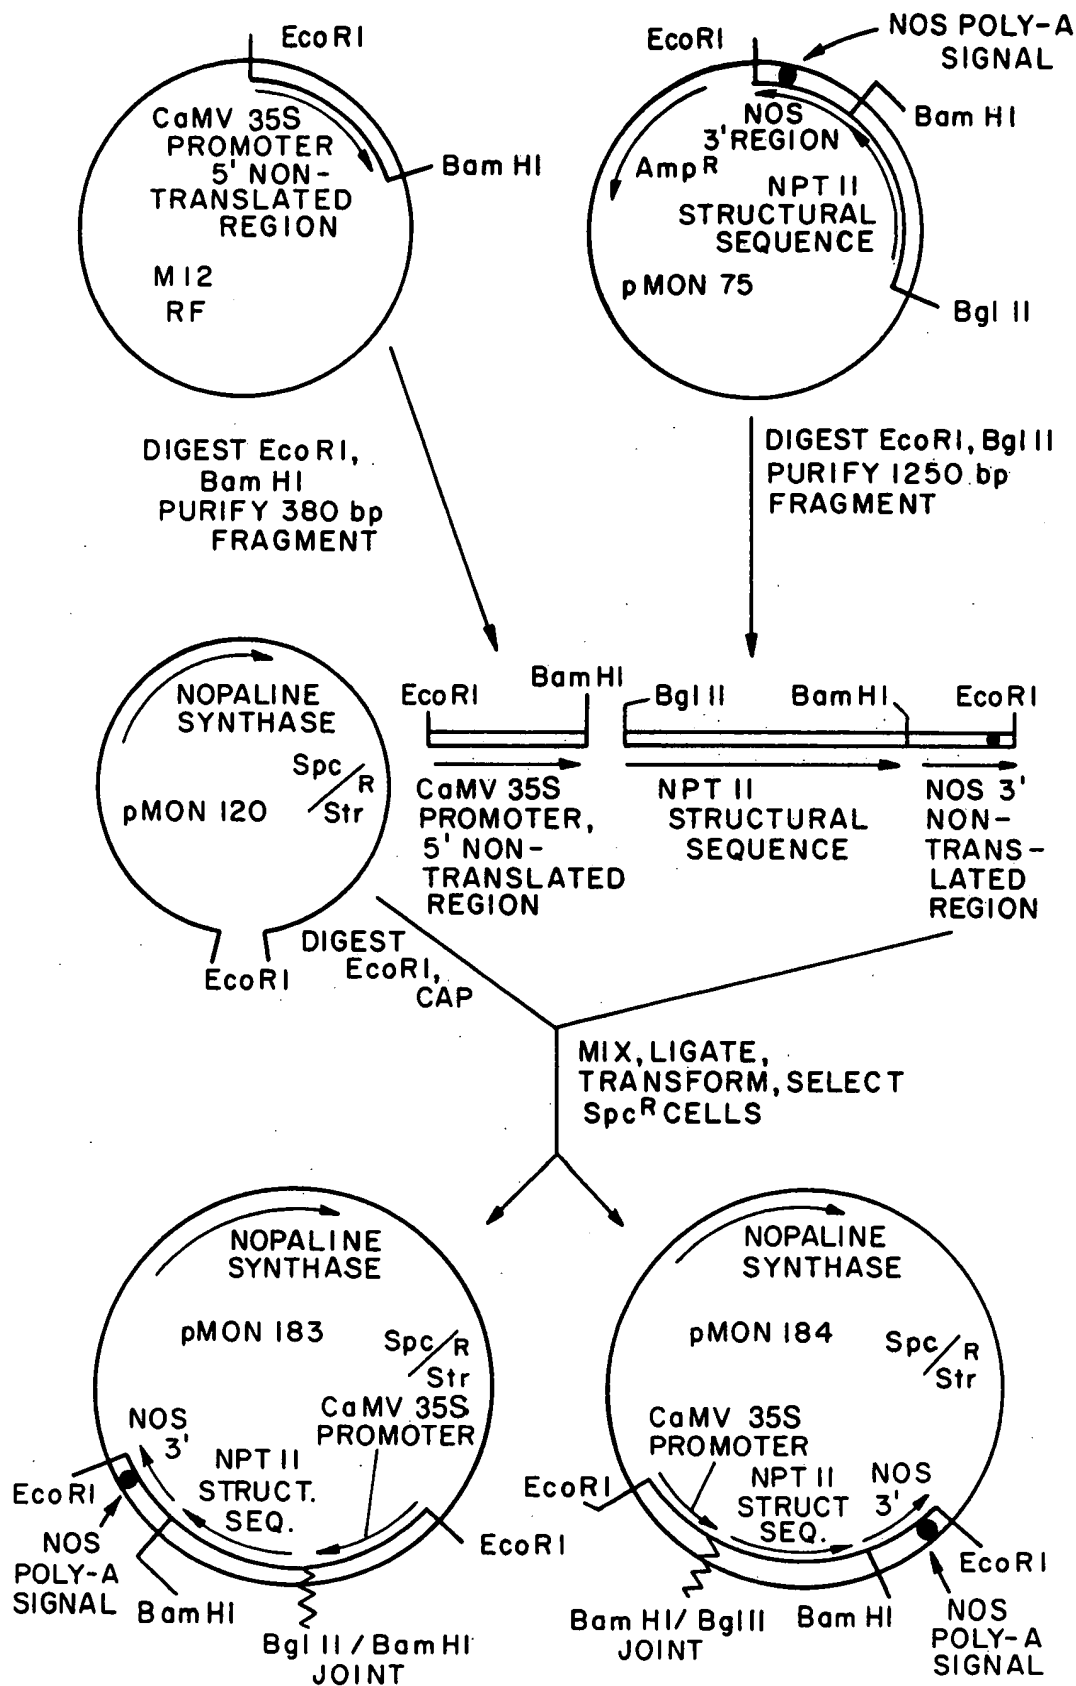 EcoRI
CaMV 35S
PROMOTER
5' NON-
TRANSLATED
REGION
Bam HI
M12
RF
EcoRI
NOS POLY-A
SIGNAL
Bam HI
NOS
3' REGION
Amp R
NPT II
STRUCTURAL
SEQUENCE
pMON 75
Bgl II
DIGEST EcoRI,
Bam HI
PURIFY 380 bp
FRAGMENT
DIGEST EcoRI, Bgl II
PURIFY 1250 bp
FRAGMENT
NOPALINE
SYNTHASE
Spc/R
Str
pMON 120
EcoRI
EcoRI
Bam HI
CaMV 35S
PROMOTER,
5' NON-
TRANSLATED
REGION
Bgl II
Bam HI
EcoRI
NPT II
STRUCTURAL
SEQUENCE
NOS 3'
NON-
TRANS-
LATED
REGION
DIGEST
EcoRI,
CAP
MIX, LIGATE,
TRANSFORM, SELECT
Spc R CELLS
NOPALINE
SYNTHASE
pMON 183
Spc/R
Str
CaMV 35S
PROMOTER
NOS
3'
NPT II
STRUCT.
SEQ.
EcoRI
NOS
POLY-A
SIGNAL
Bam HI
Bgl II / Bam HI
JOINT
EcoRI
NOPALINE
SYNTHASE
pMON 184
Spc/R
Str
CaMV 35S
PROMOTER
NPT II
STRUCT
SEQ.
NOS
3'
EcoRI
Bam HI/ Bgl II
JOINT
Bam HI
EcoRI
NOS
POLY-A
SIGNAL